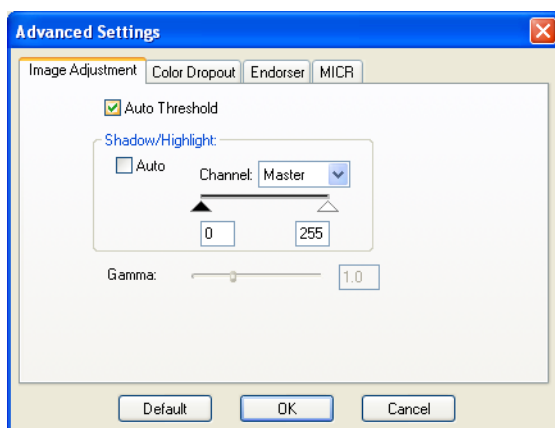 Advanced Settings
Image Adjustment Color Dropout Endorser MICR
Auto Threshold
Shadow/Highlight:
Auto Channel: Master
0 255
Gamma: 1.0
Default OK Cancel